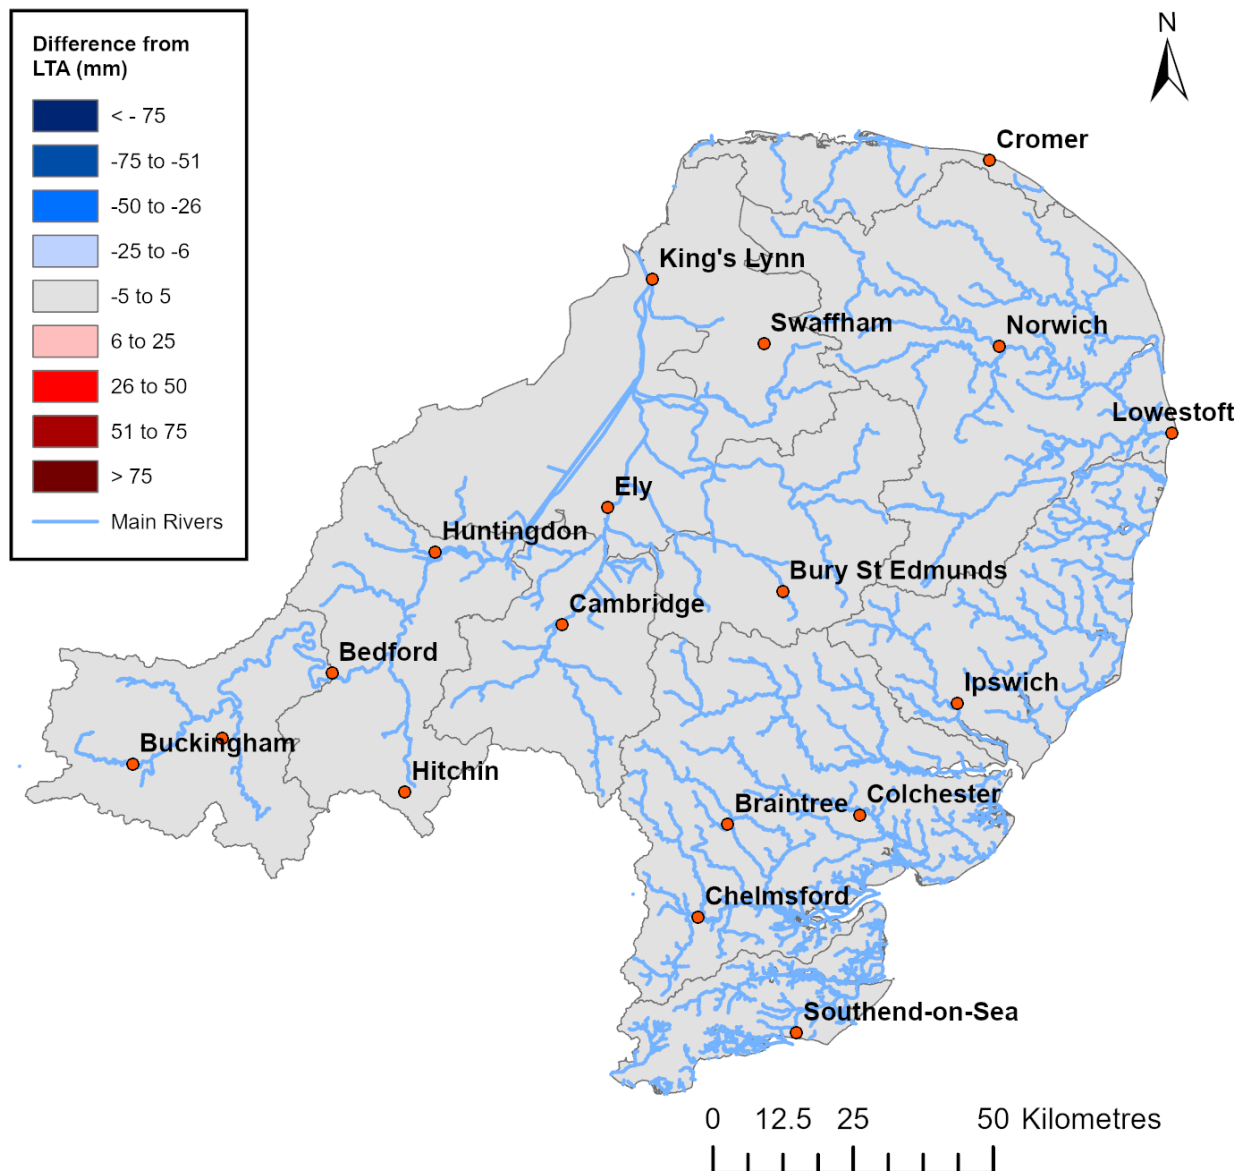 Difference from
LTA (mm)
< - 75
-75 to -51
-50 to -26
-25 to -6
-5 to 5
6 to 25
26 to 50
51 to 75
> 75
Main Rivers
N
Cromer
King's Lynn
Swaffham
Norwich
Lowestoft
Ely
Huntingdon
Bury St Edmunds
Cambridge
Bedford
Ipswich
Buckingham
Hitchin
Braintree
Colchester
Chelmsford
Southend-on-Sea
0 12.5 25 50 Kilometres